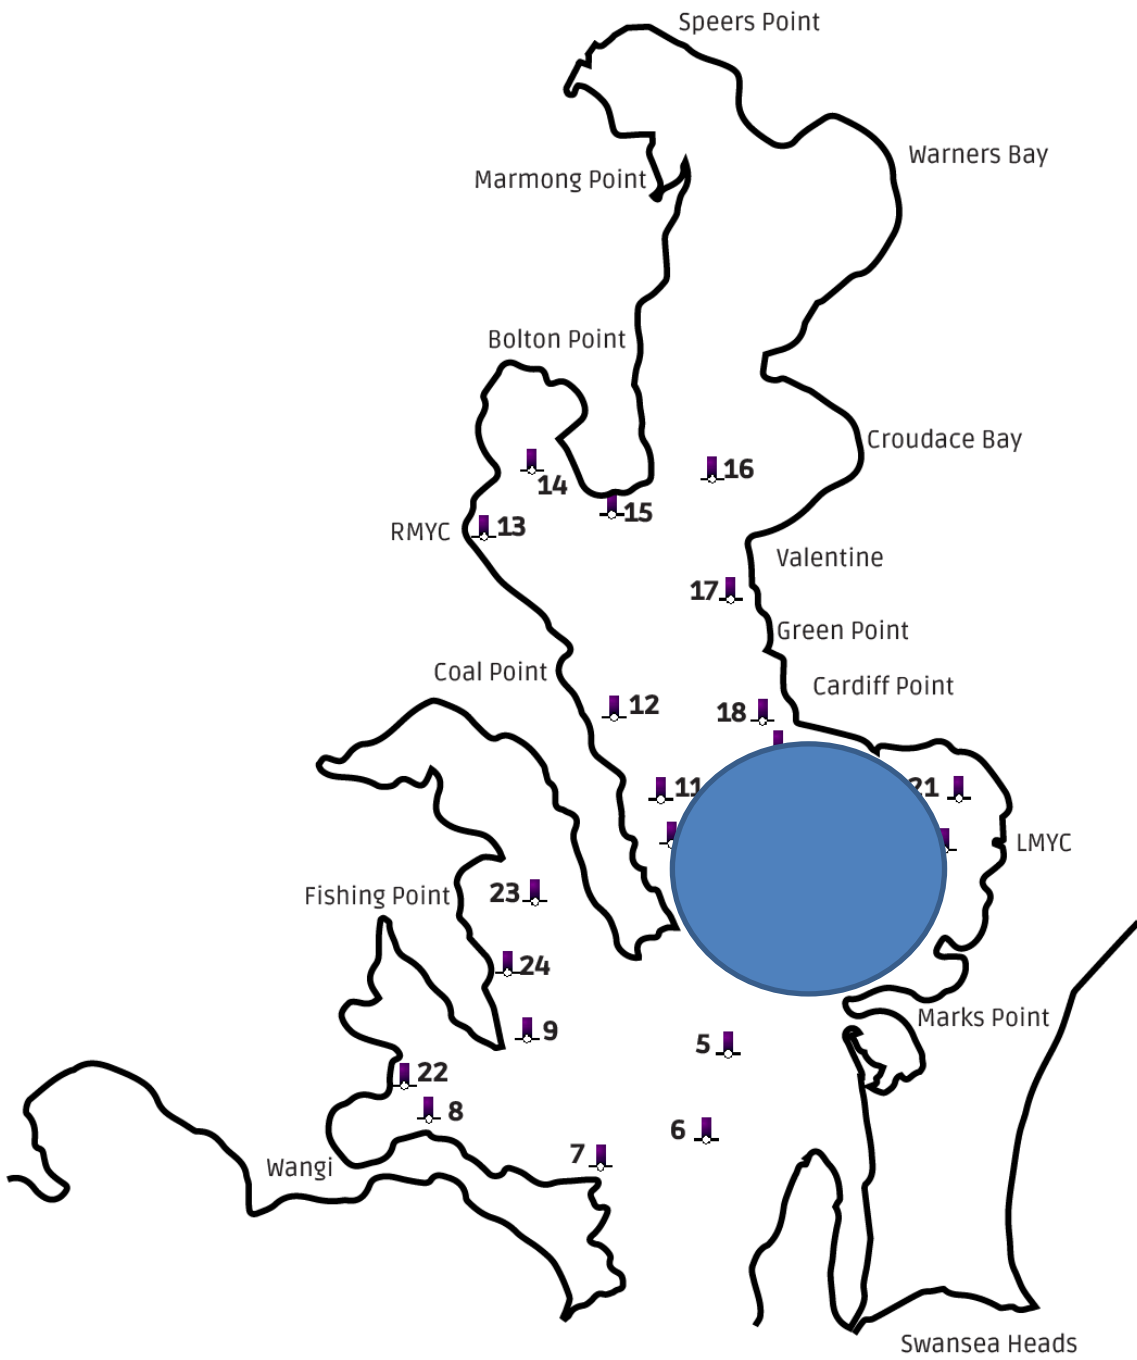 Speers Point
Warners Bay
Marmong Point
Bolton Point
Croudace Bay
16
14
15
13
RMYC
Valentine
17
Green Point
Coal Point
Cardiff Point
12
18
11
21
LMYC
23
Fishing Point
24
Marks Point
9
5
22
8
6
7
Wangi
Swansea Heads